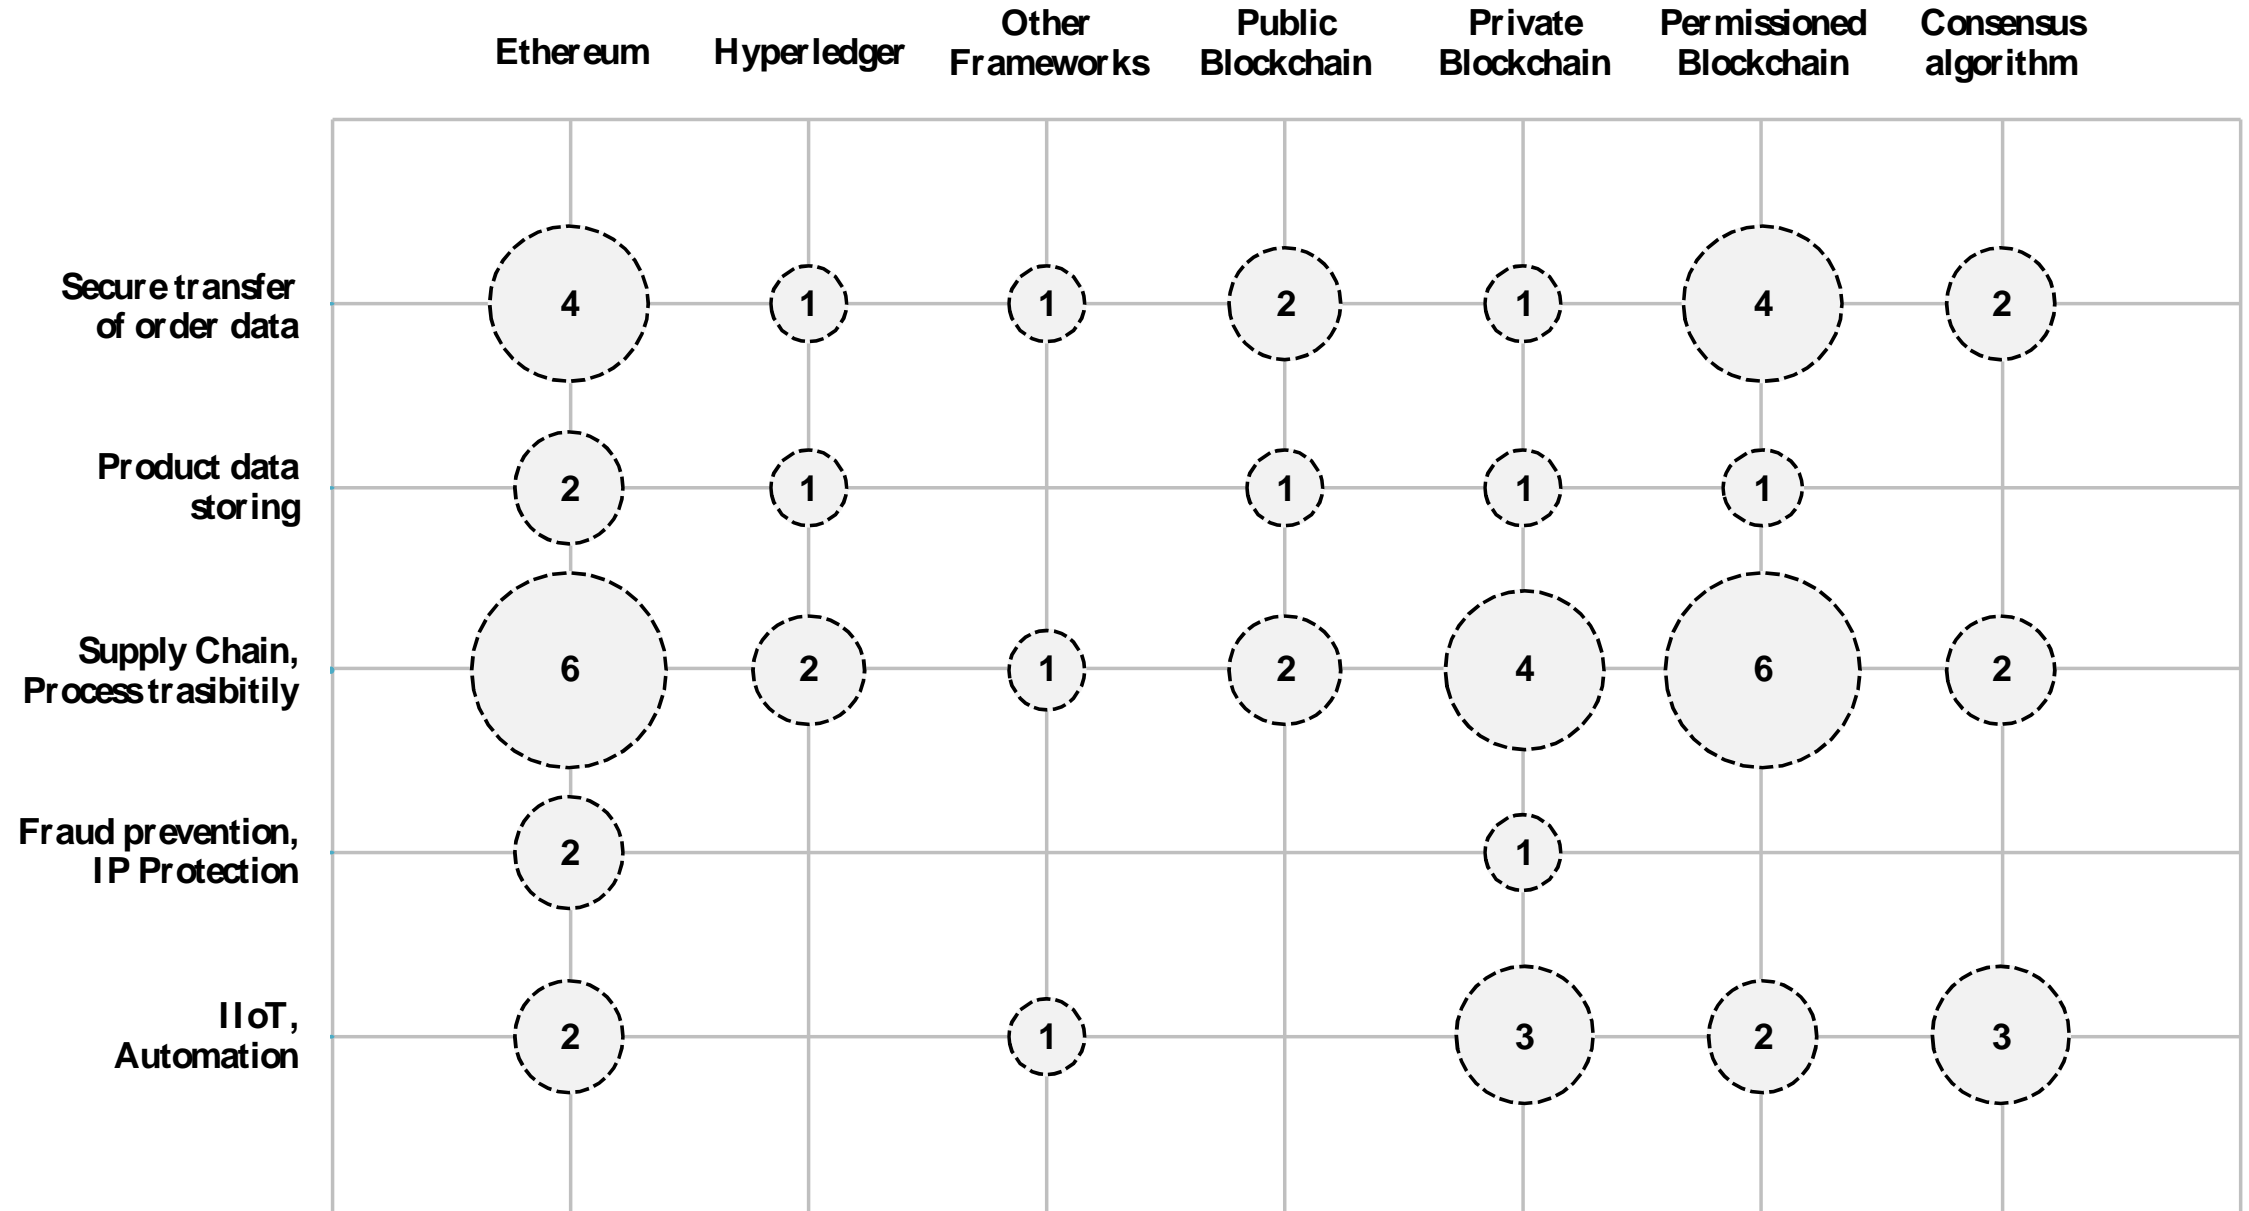 Ethereum
Hyperledger
Other
Frameworks
Public
Blockchain
Private
Blockchain
Permissioned
Blockchain
Consensus
algorithm
Secure transfer
of order data
4
1
1
2
1
4
2
Product data
storing
2
1
1
1
1
Supply Chain,
Process trasibitily
6
2
1
2
4
6
2
Fraud prevention,
IP Protection
2
1
IIoT,
Automation
2
1
3
2
3